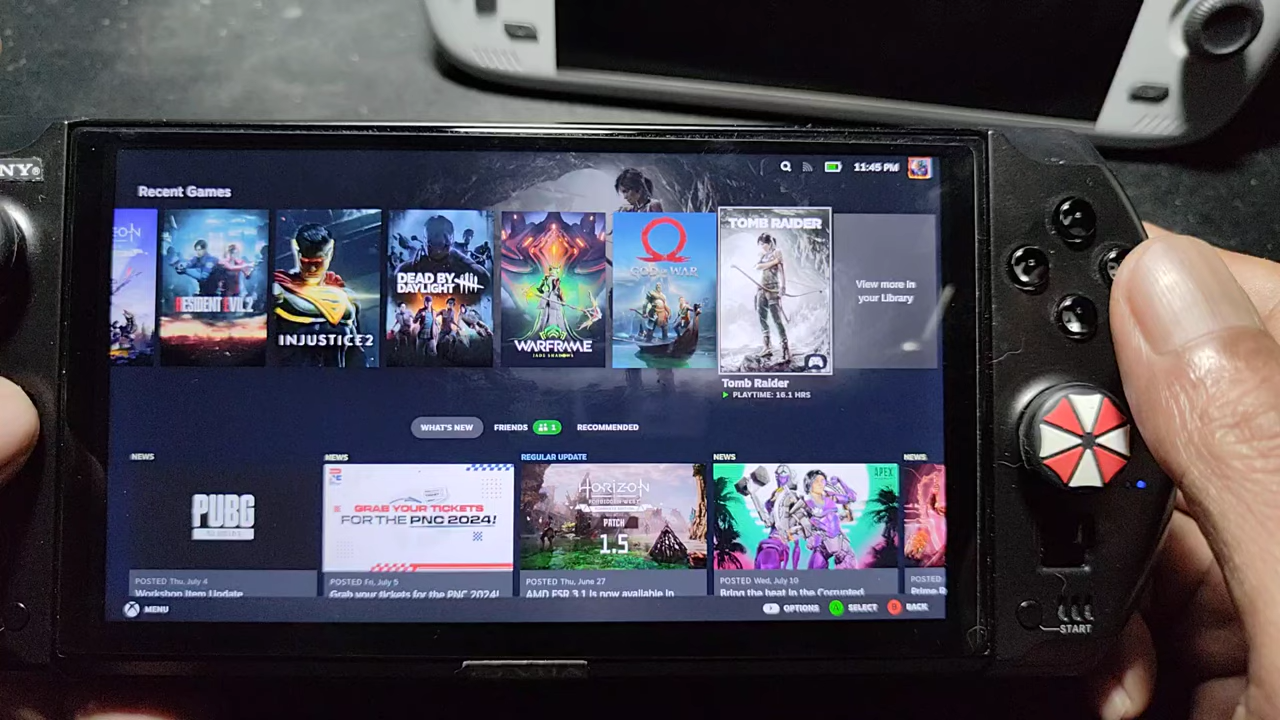 NY
11:45 PM
Recent Games
ON
RESIDENT EVIL 2
INJUSTICE 2
DEAD BY
DAYLIGHT
WARFRAME
JADE SHADOWS
GOD OF WAR
TOMB RAIDER
View more in
your Library
Tomb Raider
PLAYTIME: 16.1 HRS
WHAT'S NEW
FRIENDS
1
RECOMMENDED
NEWS
NEWS
REGULAR UPDATE
NEWS
PUBG
GRAB YOUR TICKETS
FOR THE PNC 2024!
HORIZON
FORBIDDEN WEST
PATCH
1.5
APEX
POSTED Thu, July 4
Workshop Item Update
POSTED Fri, July 5
Grab your tickets for the PNC 2024!
POSTED Thu, June 27
AMD FSR 3.1 is now available in
POSTED Wed, July 10
Bring the heat in the Corrupted
POSTED
Prime
MENU
OPTIONS
A SELECT
B BACK
START